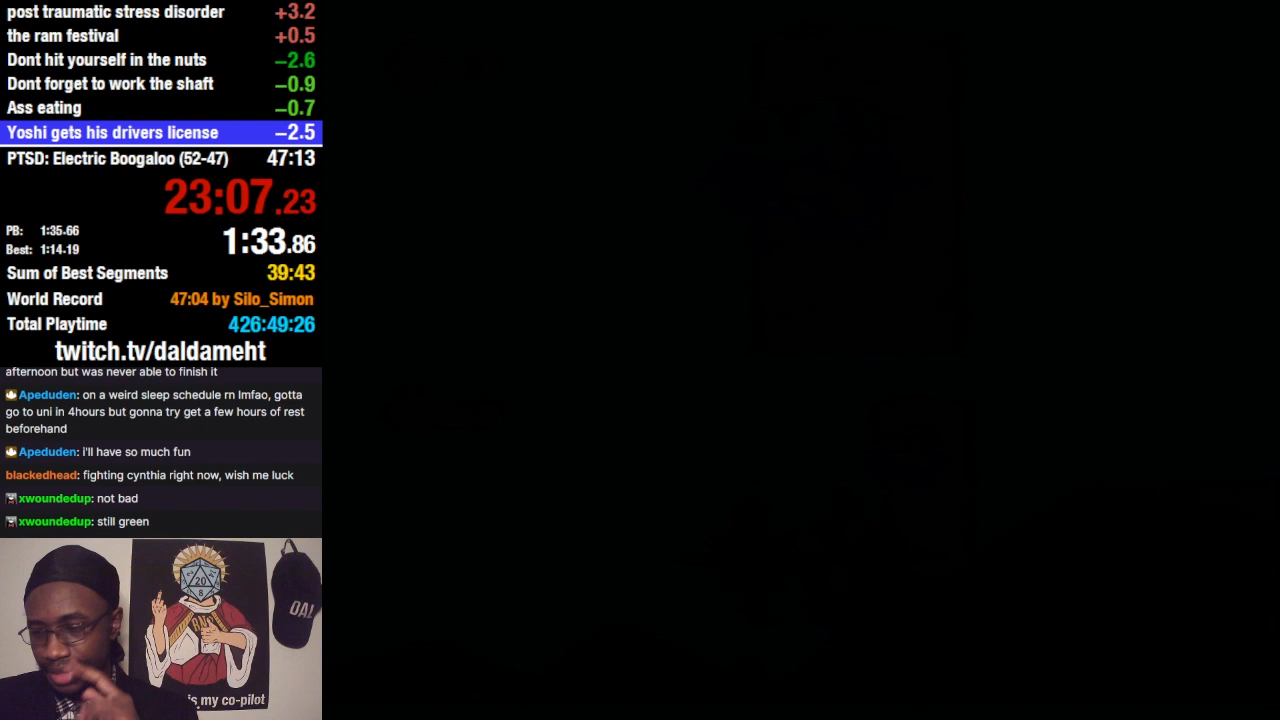 post traumatic stress disorder +3.2
the ram festival +0.5
Dont hit yourself in the nuts −2.6
Dont forget to work the shaft −0.9
Ass eating −0.7
Yoshi gets his drivers license −2.5
PTSD: Electric Boogaloo (52-47) 47:13
23:07.23
PB: 1:35.66
1:33.86
Best: 1:14.19
Sum of Best Segments 39:43
World Record 47:04 by Silo_Simon
Total Playtime 426:49:26
twitch.tv/daldameht
afternoon but was never able to finish it
Apeduden: on a weird sleep schedule rn lmfao, gotta
go to uni in 4hours but gonna try get a few hours of rest
beforehand
Apeduden: i'll have so much fun
blackedhead: fighting cynthia right now, wish me luck
xwoundedup: not bad
xwoundedup: still green
20
8
is my co-pilot